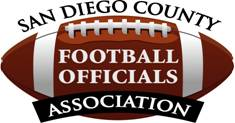 SAN DIEGO COUNTY
FOOTBALL
OFFICIALS
ASSOCIATION